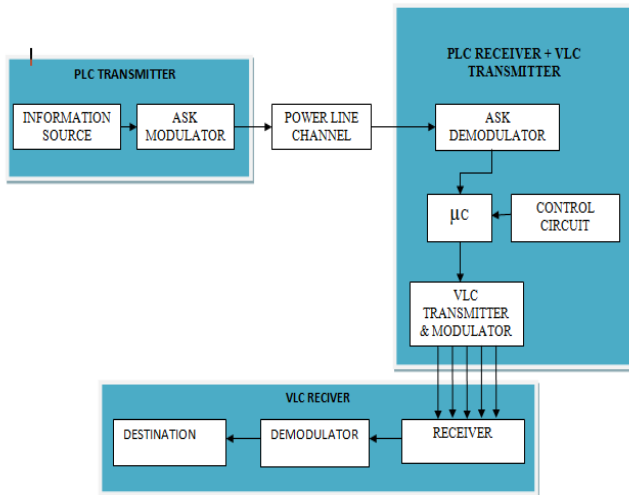 PLC TRANSMITTER
INFORMATION
SOURCE
ASK
MODULATOR
POWER LINE
CHANNEL
PLC RECEIVER + VLC
TRANSMITTER
ASK
DEMODULATOR
μC
CONTROL
CIRCUIT
VLC
TRANSMITTER
& MODULATOR
VLC RECIVER
DESTINATION
DEMODULATOR
RECEIVER